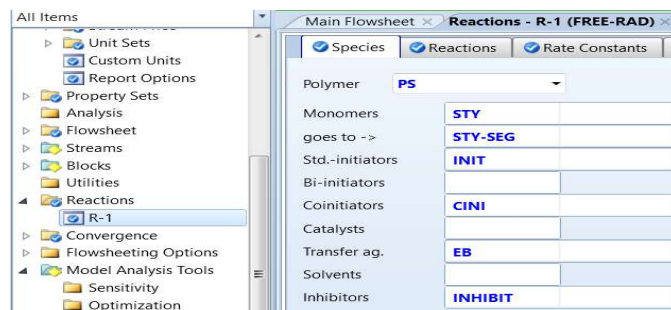 All Items
Stream Price
Unit Sets
Custom Units
Report Options
Property Sets
Analysis
Flowsheet
Streams
Blocks
Utilities
Reactions
R-1
Convergence
Flowsheeting Options
Model Analysis Tools
Sensitivity
Optimization
Main Flowsheet × Reactions - R-1 (FREE-RAD) ×
Species Reactions Rate Constants
Polymer PS
Monomers STY
goes to -> STY-SEG
Std.-initiators INIT
Bi-initiators
Coinitiators CINI
Catalysts
Transfer ag. EB
Solvents
Inhibitors INHIBIT